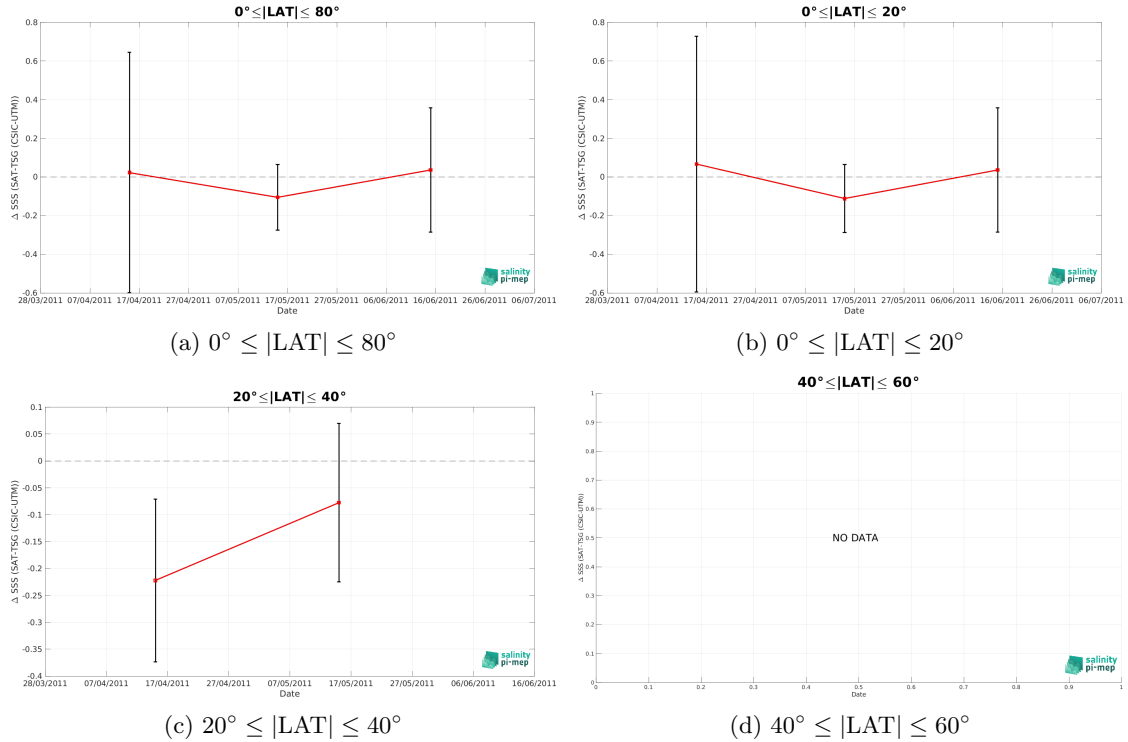 0°≤|LAT|≤ 80°
0.8
0.6
0.4
0.2
0
-0.2
-0.4
-0.6
Δ SSS (SAT-TSG (CSIC-UTM))
salinity
pi-mep
28/03/2011 07/04/2011 17/04/2011 27/04/2011 07/05/2011 17/05/2011 27/05/2011 06/06/2011 16/06/2011 26/06/2011 06/07/2011
Date
(a) 0° ≤ |LAT| ≤ 80°
0°≤|LAT|≤ 20°
0.8
0.6
0.4
0.2
0
-0.2
-0.4
-0.6
Δ SSS (SAT-TSG (CSIC-UTM))
salinity
pi-mep
28/03/2011 07/04/2011 17/04/2011 27/04/2011 07/05/2011 17/05/2011 27/05/2011 06/06/2011 16/06/2011 26/06/2011 06/07/2011
Date
(b) 0° ≤ |LAT| ≤ 20°
20°≤|LAT|≤ 40°
0.1
0.05
0
-0.05
-0.1
-0.15
-0.2
-0.25
-0.3
-0.35
-0.4
Δ SSS (SAT-TSG (CSIC-UTM))
salinity
pi-mep
28/03/2011 07/04/2011 17/04/2011 27/04/2011 07/05/2011 17/05/2011 27/05/2011 06/06/2011 16/06/2011
Date
(c) 20° ≤ |LAT| ≤ 40°
40°≤|LAT|≤ 60°
1
0.9
0.8
0.7
0.6
0.5
0.4
0.3
0.2
0.1
0
Δ SSS (SAT-TSG (CSIC-UTM))
NO DATA
salinity
pi-mep
0 0.1 0.2 0.3 0.4 0.5 0.6 0.7 0.8 0.9 1
Date
(d) 40° ≤ |LAT| ≤ 60°